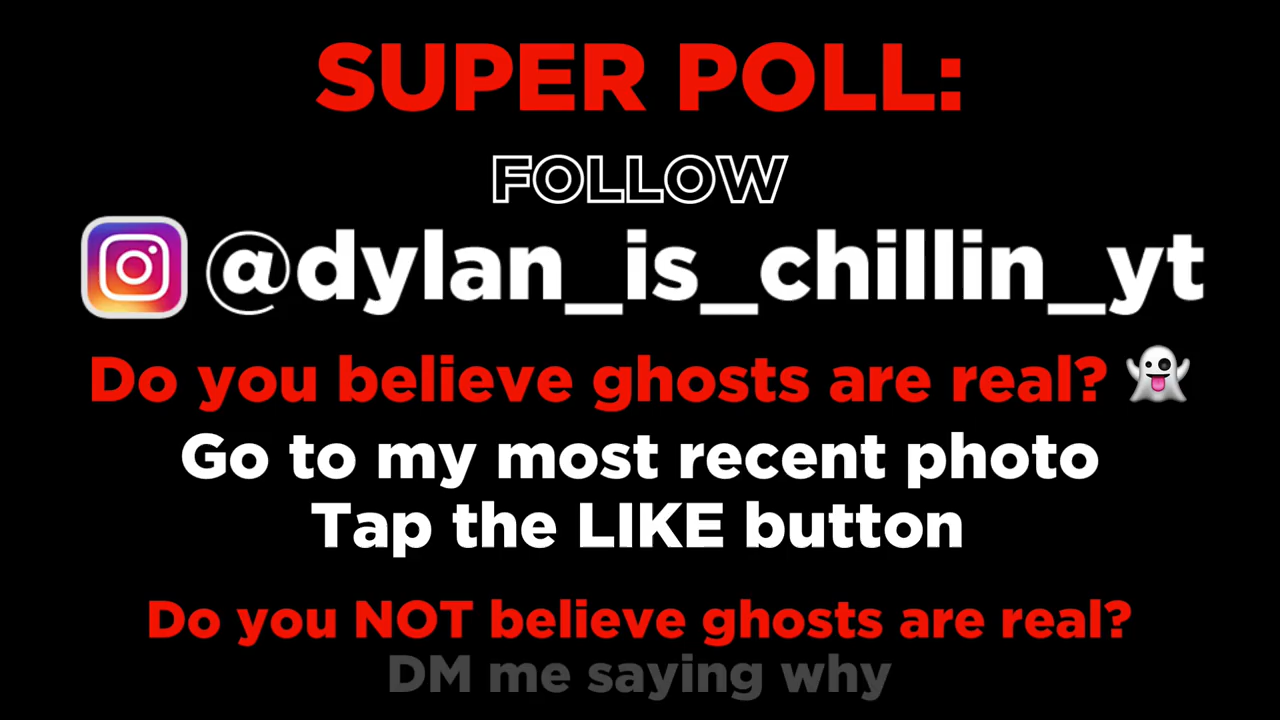 SUPER POLL:
FOLLOW
@dylan_is_chillin_yt
Do you believe ghosts are real? 👻
Go to my most recent photo
Tap the LIKE button
Do you NOT believe ghosts are real?
DM me saying why